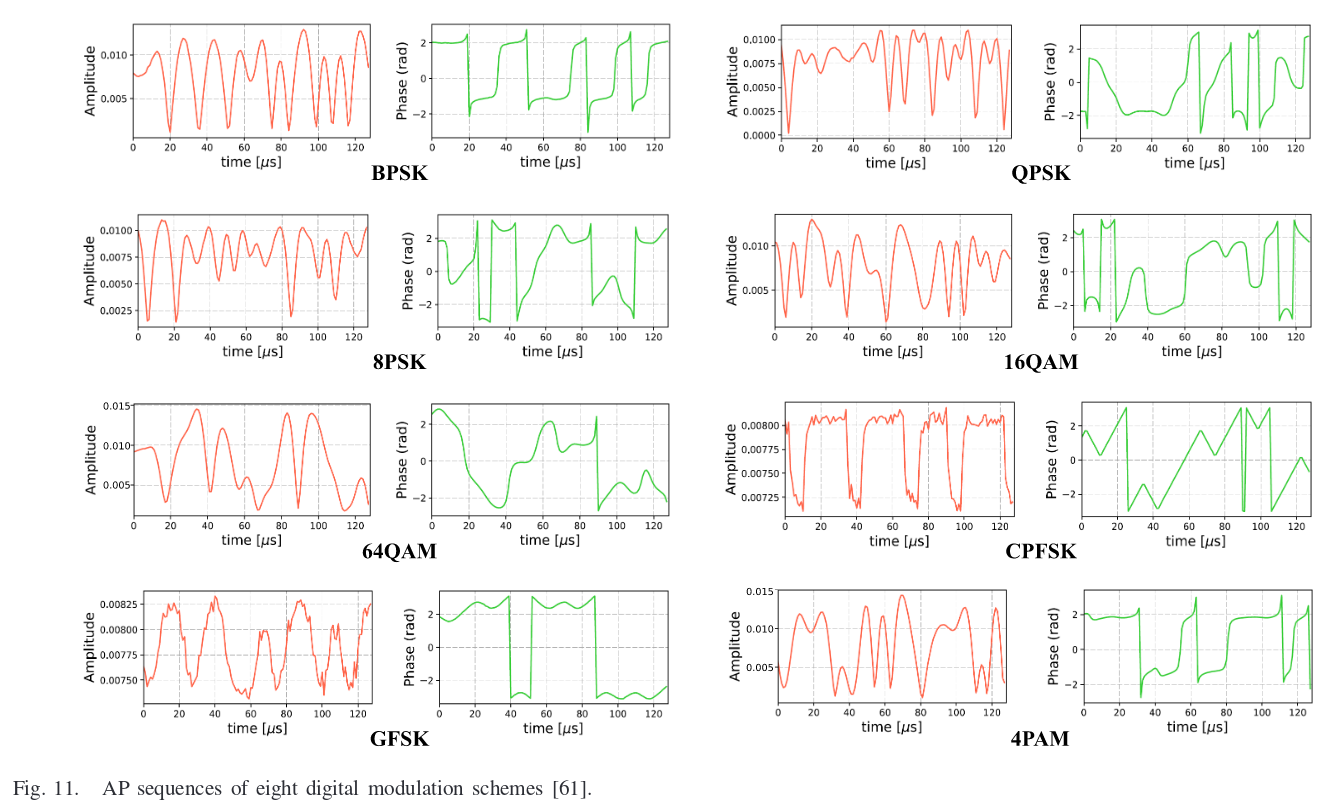 Amplitude
0.010
0.005
0 20 40 60 80 100 120
time [μs]
Phase (rad)
2
0
−2
0 20 40 60 80 100 120
time [μs]
BPSK
Amplitude
0.0100
0.0075
0.0050
0.0025
0.0000
0 20 40 60 80 100 120
time [μs]
Phase (rad)
2
0
−2
0 20 40 60 80 100 120
time [μs]
QPSK
Amplitude
0.0100
0.0075
0.0050
0.0025
0 20 40 60 80 100 120
time [μs]
Phase (rad)
2
0
−2
0 20 40 60 80 100 120
time [μs]
8PSK
Amplitude
0.010
0.005
0 20 40 60 80 100 120
time [μs]
Phase (rad)
2
0
−2
0 20 40 60 80 100 120
time [μs]
16QAM
Amplitude
0.015
0.010
0.005
0 20 40 60 80 100 120
time [μs]
Phase (rad)
2
0
−2
0 20 40 60 80 100 120
time [μs]
64QAM
Amplitude
0.00800
0.00775
0.00750
0.00725
0 20 40 60 80 100 120
time [μs]
Phase (rad)
2
0
−2
0 20 40 60 80 100 120
time [μs]
CPFSK
Amplitude
0.00825
0.00800
0.00775
0.00750
0 20 40 60 80 100 120
time [μs]
Phase (rad)
2
0
−2
0 20 40 60 80 100 120
time [μs]
GFSK
Amplitude
0.015
0.010
0.005
0 20 40 60 80 100 120
time [μs]
Phase (rad)
2
0
−2
0 20 40 60 80 100 120
time [μs]
4PAM
Fig. 11. AP sequences of eight digital modulation schemes [61].